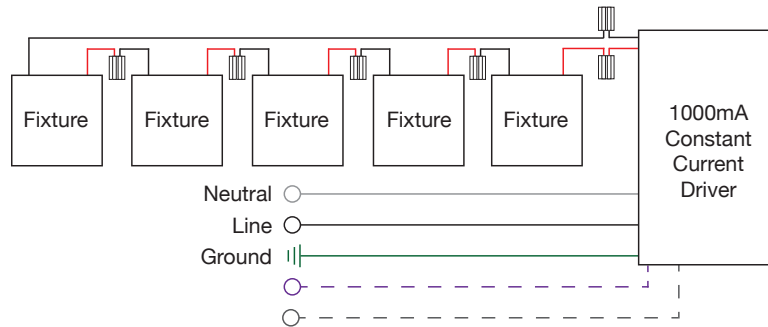 Fixture
Fixture
Fixture
Fixture
Fixture
1000mA
Constant
Current
Driver
Neutral
Line
Ground